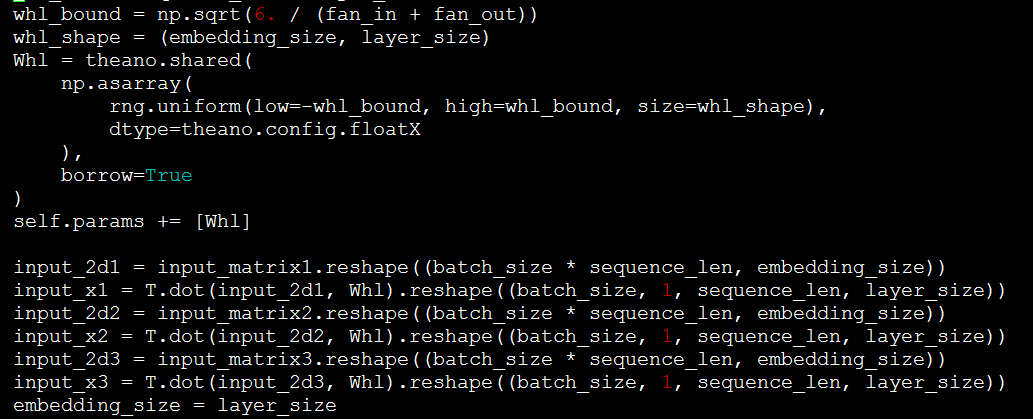 whl_bound = np.sqrt(6. / (fan_in + fan_out))
whl_shape = (embedding_size, layer_size)
Whl = theano.shared(
    np.asarray(
        rng.uniform(low=-whl_bound, high=whl_bound, size=whl_shape),
        dtype=theano.config.floatX
    ),
    borrow=True
)
self.params += [Whl]

input_2d1 = input_matrix1.reshape((batch_size * sequence_len, embedding_size))
input_x1 = T.dot(input_2d1, Whl).reshape((batch_size, 1, sequence_len, layer_size))
input_2d2 = input_matrix2.reshape((batch_size * sequence_len, embedding_size))
input_x2 = T.dot(input_2d2, Whl).reshape((batch_size, 1, sequence_len, layer_size))
input_2d3 = input_matrix3.reshape((batch_size * sequence_len, embedding_size))
input_x3 = T.dot(input_2d3, Whl).reshape((batch_size, 1, sequence_len, layer_size))
embedding_size = layer_size